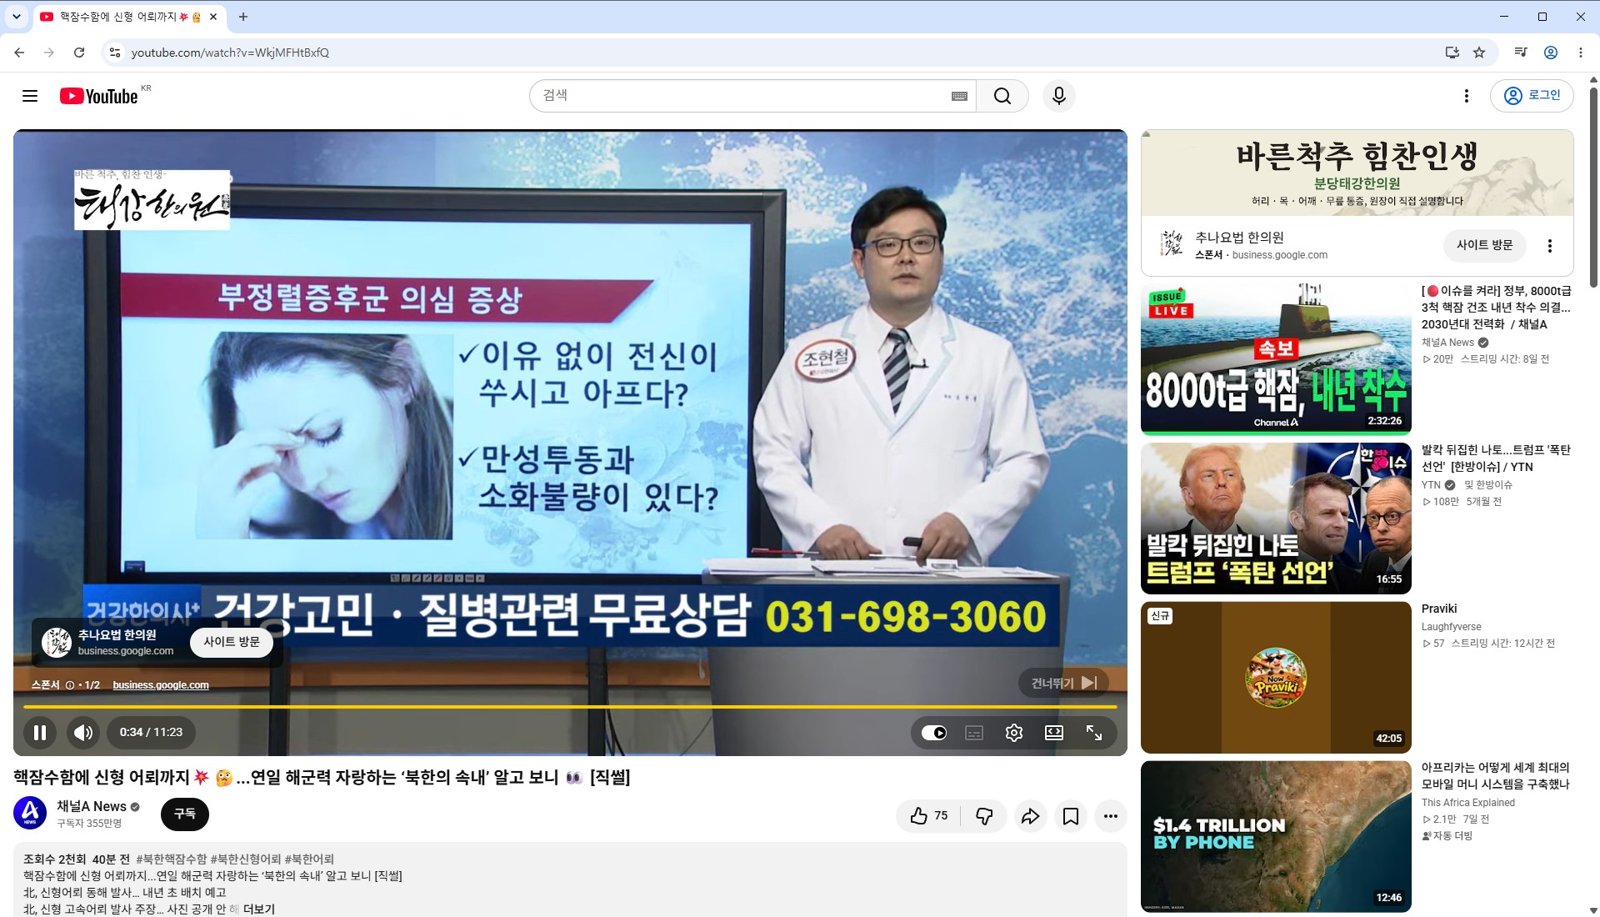 핵잠수함에 신형 어뢰까지💥🤔
youtube.com/watch?v=WkjMFHtBxfQ
YouTube KR
검색
로그인
바른 척추, 힘찬 인생
태강한의원
부정렬증후군 의심 증상
✓이유 없이 전신이
쑤시고 아프다?
✓만성투통과
소화불량이 있다?
조현철
건강한의사+
건강고민 · 질병관련 무료상담 031-698-3060
추나요법 한의원
business.google.com
사이트 방문
스폰서 · 1/2 business.google.com
건너뛰기
0:34 / 11:23
핵잠수함에 신형 어뢰까지💥 🤔...연일 해군력 자랑하는 ‘북한의 속내’ 알고 보니 👀 [직썰]
채널A News
구독자 355만명
구독
75
조회수 2천회 40분 전 #북한핵잠수함 #북한신형어뢰 #북한어뢰
핵잠수함에 신형 어뢰까지...연일 해군력 자랑하는 ‘북한의 속내’ 알고 보니 [직썰]
北, 신형어뢰 동해 발사… 내년 초 배치 예고
北, 신형 고속어뢰 발사 주장… 사진 공개 안 해 더보기
바른척추 힘찬인생
분당태강한의원
허리 · 목 · 어깨 · 무릎 통증, 원장이 직접 설명합니다
추나요법 한의원
스폰서 · business.google.com
사이트 방문
ISSUE
LIVE
속보
8000t급 핵잠, 내년 착수
Channel A
2:32:26
[🔴이슈를 켜라] 정부, 8000t급
3척 핵잠 건조 내년 착수 의결...
2030년대 전력화 / 채널A
채널A News
20만 스트리밍 시간: 8일 전
한방이슈
발칵 뒤집힌 나토
트럼프 ‘폭탄 선언’
16:55
발칵 뒤집힌 나토...트럼프 '폭탄
선언' [한방이슈] / YTN
YTN 및 한방이슈
108만 5개월 전
신규
Now
Praviki
42:05
Praviki
Laughfyverse
57 스트리밍 시간: 12시간 전
$1.4 TRILLION
BY PHONE
12:46
아프리카는 어떻게 세계 최대의
모바일 머니 시스템을 구축했나
This Africa Explained
2.1만 7일 전
자동 더빙